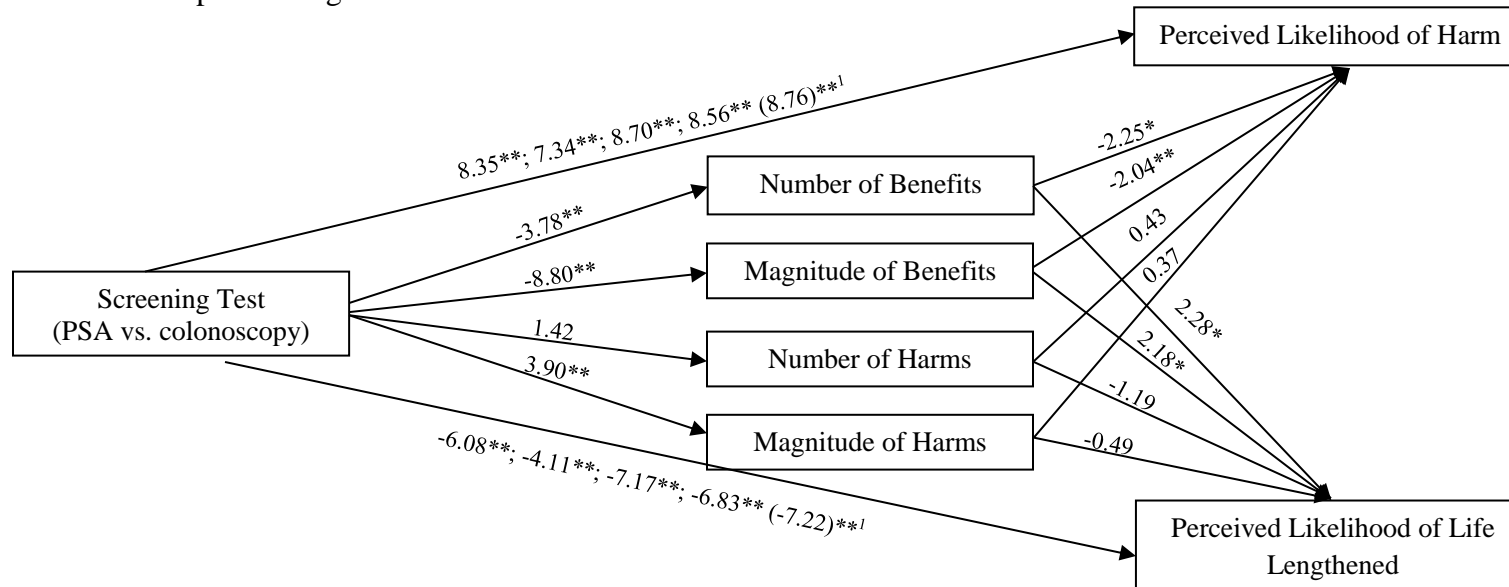 Perceived Likelihood of Harm
8.35**; 7.34**; 8.70**; 8.56** (8.76)**1
-2.25*
-2.04**
Number of Benefits
-3.78**
0.43
Magnitude of Benefits
-8.80**
0.37
Screening Test
(PSA vs. colonoscopy)
2.28*
1.42
Number of Harms
2.18*
3.90**
-1.19
Magnitude of Harms
-0.49
-6.08**; -4.11**; -7.17**; -6.83** (-7.22)**1
Perceived Likelihood of Life
Lengthened